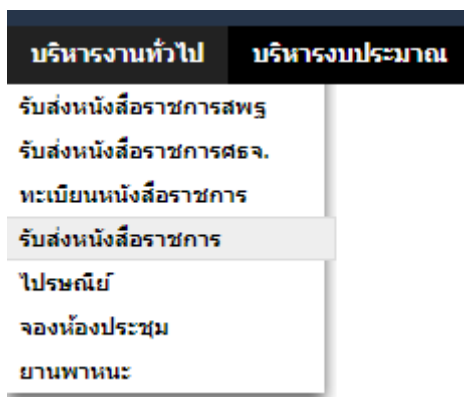 บริหารงานทั่วไป บริหารงบประมาณ
รับส่งหนังสือราชการสพฐ
รับส่งหนังสือราชการศธจ.
ทะเบียนหนังสือราชการ
รับส่งหนังสือราชการ
ไปรษณีย์
จองห้องประชุม
ยานพาหนะ